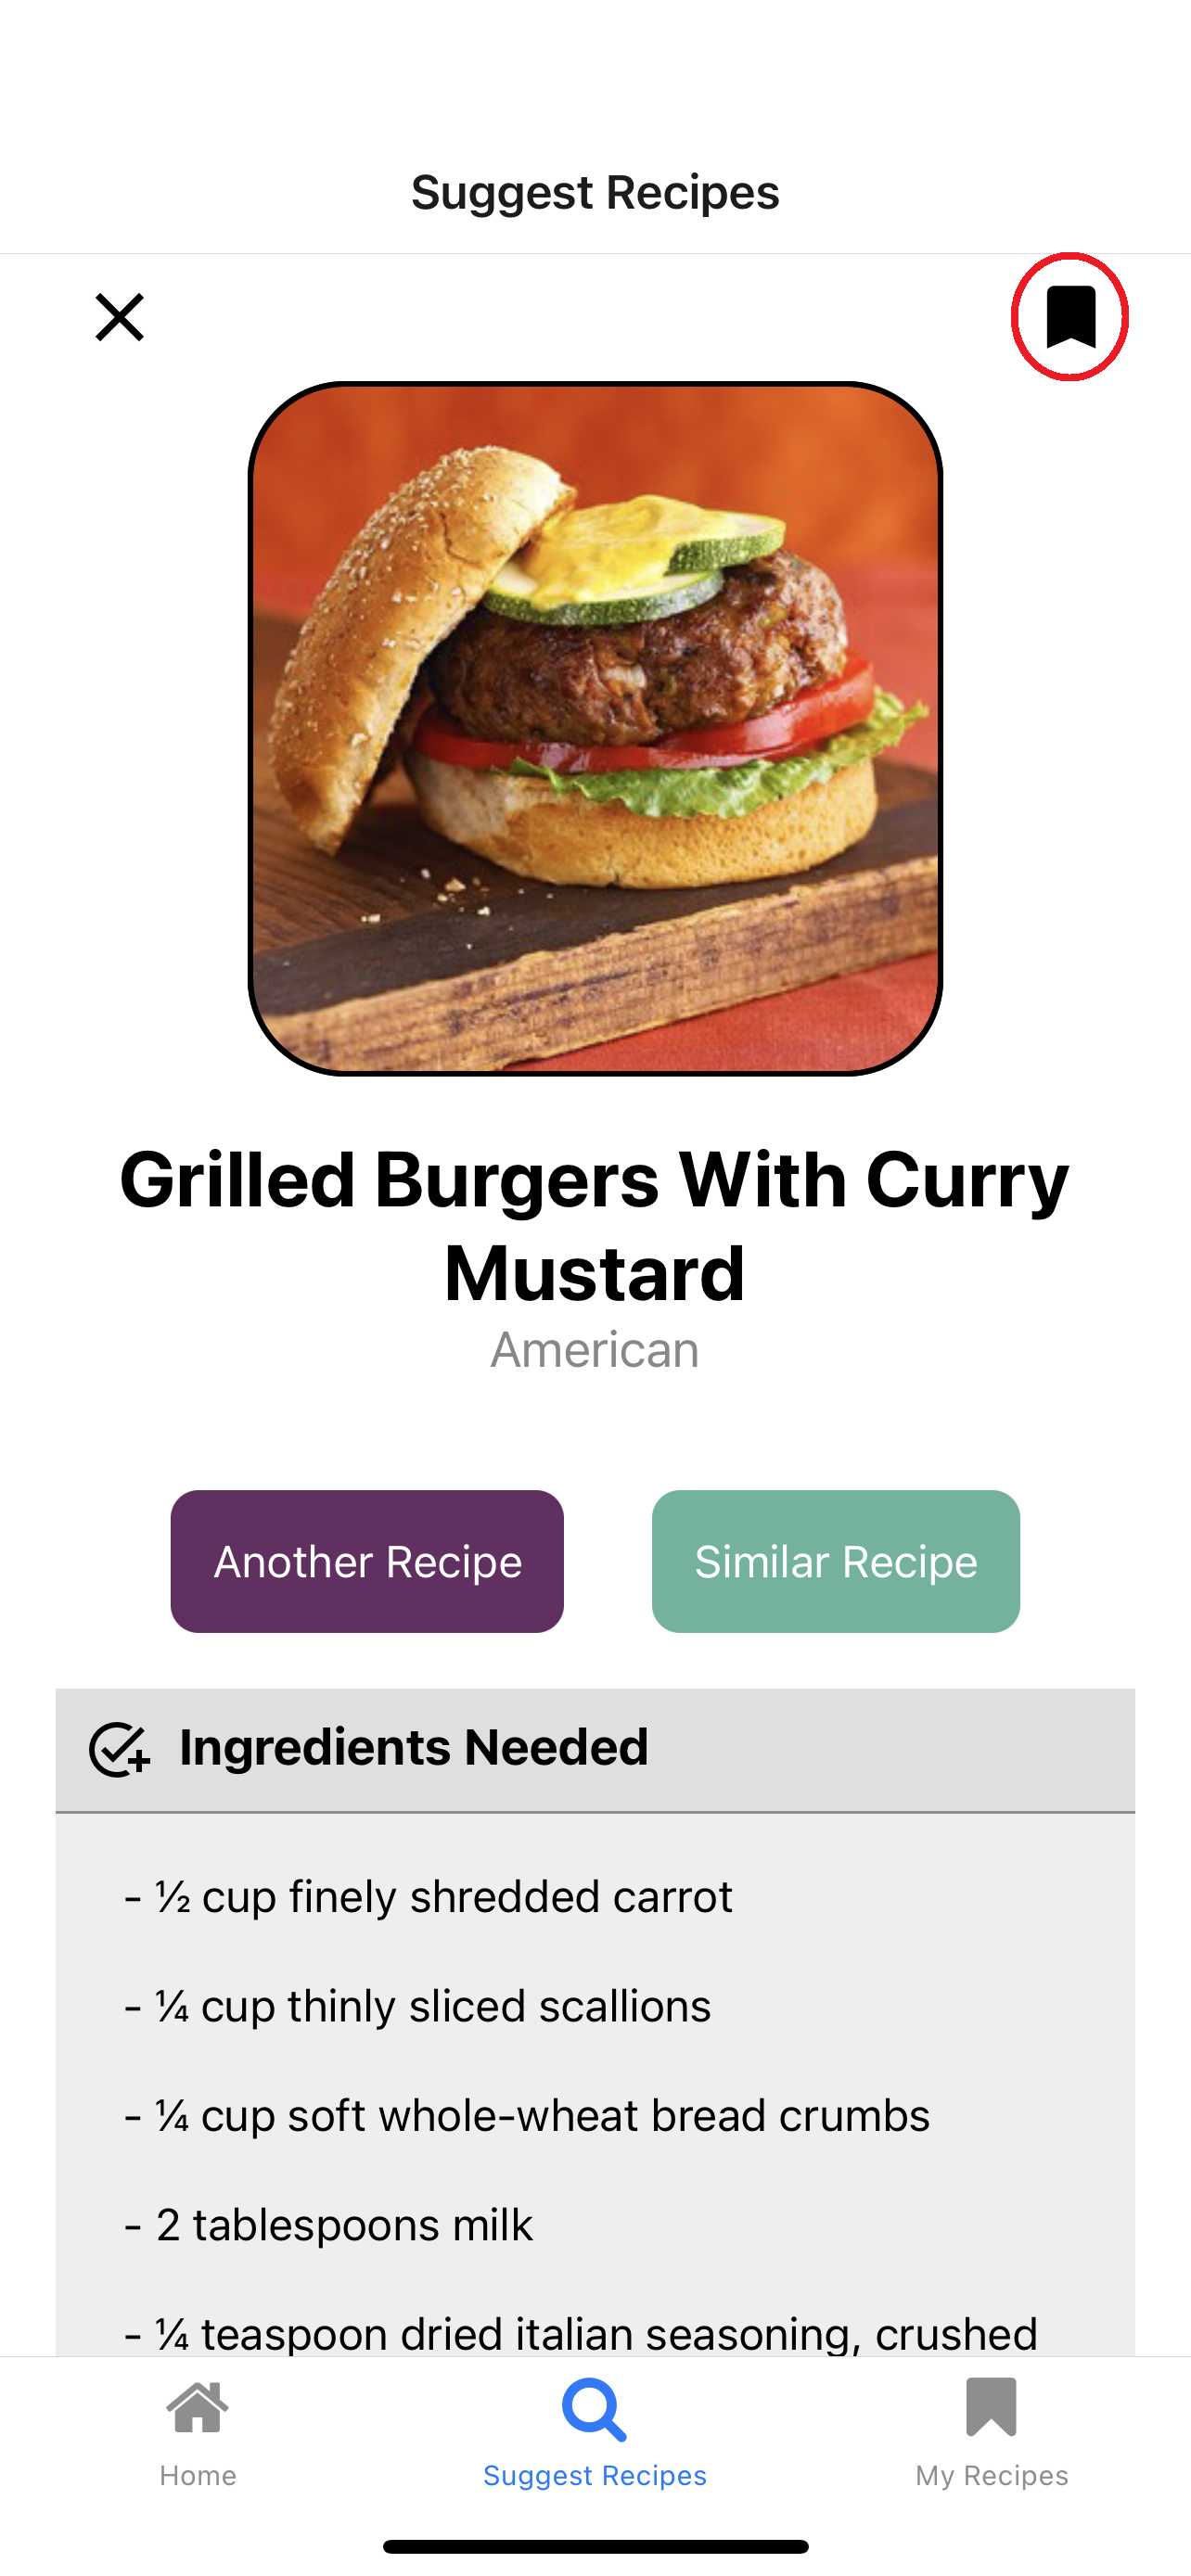 Suggest Recipes
Grilled Burgers With Curry
Mustard
American
Another Recipe
Similar Recipe
Ingredients Needed
- ½ cup finely shredded carrot
- ¼ cup thinly sliced scallions
- ¼ cup soft whole-wheat bread crumbs
- 2 tablespoons milk
- ¼ teaspoon dried italian seasoning, crushed
Home
Suggest Recipes
My Recipes